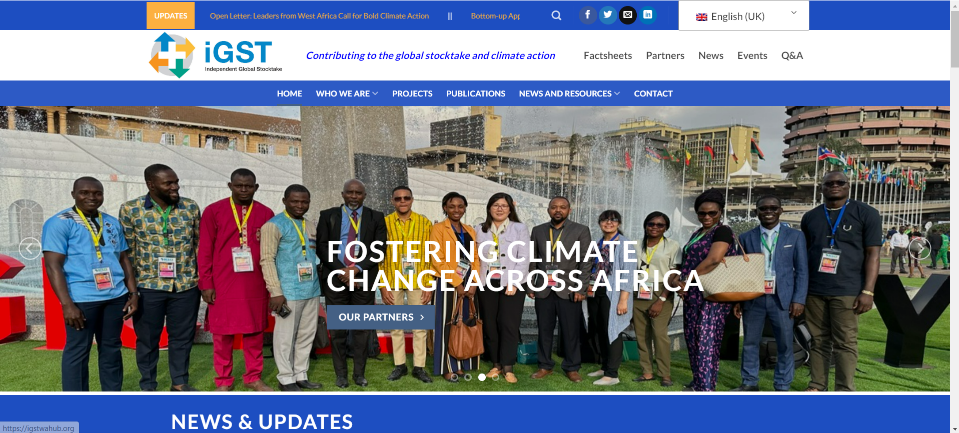 UPDATES
Open Letter: Leaders from West Africa Call for Bold Climate Action || Bottom-up App
f
in
English (UK)
iGST
Independent Global Stocktake
Contributing to the global stocktake and climate action
Factsheets Partners News Events Q&A
HOME WHO WE ARE PROJECTS PUBLICATIONS NEWS AND RESOURCES CONTACT
FOSTERING CLIMATE
CHANGE ACROSS AFRICA
OUR PARTNERS
Y
NEWS & UPDATES
https://igstwahub.org